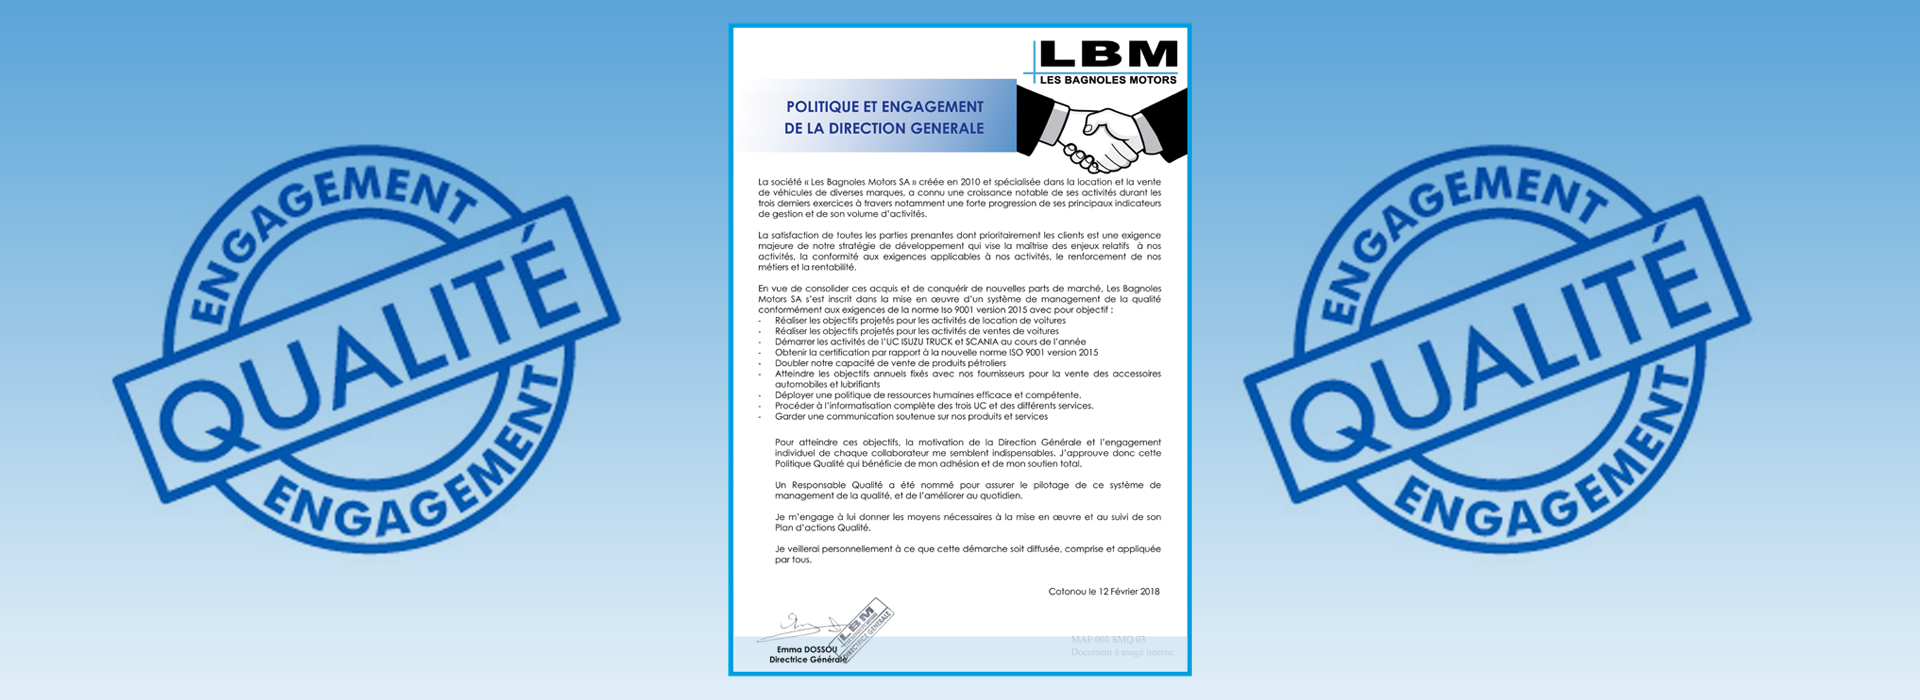 ENGAGEMENT
QUALITÉ
ENGAGEMENT
LBM
LES BAGNOLES MOTORS
POLITIQUE ET ENGAGEMENT
DE LA DIRECTION GENERALE
La société « Les Bagnoles Motors SA » créée en 2010 et spécialisée dans la location et la vente
de véhicules de diverses marques, a connu une croissance notable de ses activités durant les
trois derniers exercices à travers notamment une forte progression de ses principaux indicateurs
de gestion et de son volume d'activités.
La satisfaction de toutes les parties prenantes dont prioritairement les clients est une exigence
majeure de notre stratégie de développement qui vise la maîtrise des enjeux relatifs à nos
activités, la conformité aux exigences applicables à nos activités, le renforcement de nos
métiers et la rentabilité.
En vue de consolider ces acquis et de conquérir de nouvelles parts de marché, Les Bagnoles
Motors SA s'est inscrit dans la mise en œuvre d'un système de management de la qualité
conformément aux exigences de la norme Iso 9001 version 2015 avec pour objectif :
- Réaliser les objectifs projetés pour les activités de location de voitures
- Réaliser les objectifs projetés pour les activités de ventes de voitures
- Démarrer les activités de l'UC ISUZU TRUCK et SCANIA au cours de l'année
- Obtenir la certification par rapport à la nouvelle norme ISO 9001 version 2015
- Doubler notre capacité de vente de produits pétroliers
- Atteindre les objectifs annuels fixés avec nos fournisseurs pour la vente des accessoires
automobiles et lubrifiants
- Déployer une politique de ressources humaines efficace et compétente.
- Procéder à l'informatisation complète des trois UC et des différents services.
- Garder une communication soutenue sur nos produits et services
Pour atteindre ces objectifs, la motivation de la Direction Générale et l'engagement
individuel de chaque collaborateur me semblent indispensables. J'approuve donc cette
Politique Qualité qui bénéficie de mon adhésion et de mon soutien total.
Un Responsable Qualité a été nommé pour assurer le pilotage de ce système de
management de la qualité, et de l'améliorer au quotidien.
Je m'engage à lui donner les moyens nécessaires à la mise en œuvre et au suivi de son
Plan d'actions Qualité.
Je veillerai personnellement à ce que cette démarche soit diffusée, comprise et appliquée
par tous.
Cotonou le 12 Février 2018
LBM
DIRECTRICE GENERALE
Emma DOSSOU
Directrice Générale
MAF 001 SMQ 03
Document à usage interne
ENGAGEMENT
QUALITÉ
ENGAGEMENT